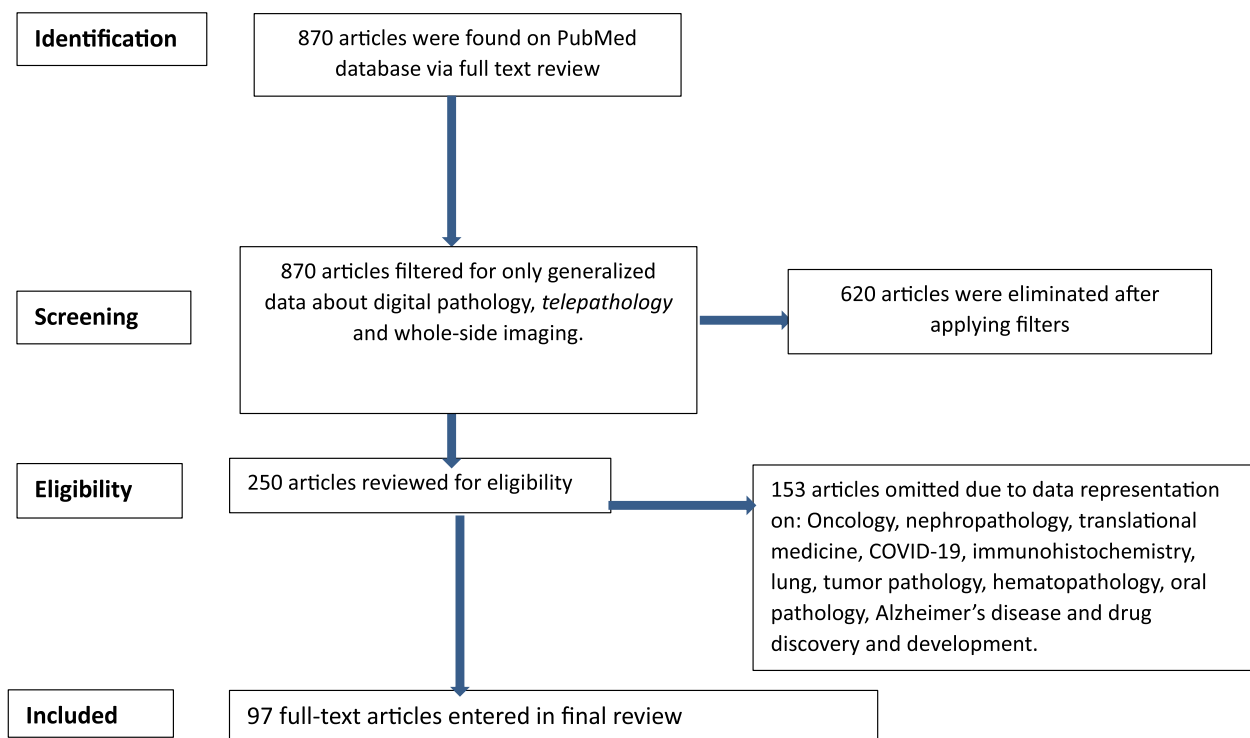 Identification
870 articles were found on PubMed
database via full text review
Screening
870 articles filtered for only generalized
data about digital pathology, telepathology
and whole-side imaging.
620 articles were eliminated after
applying filters
Eligibility
250 articles reviewed for eligibility
153 articles omitted due to data representation
on: Oncology, nephropathology, translational
medicine, COVID-19, immunohistochemistry,
lung, tumor pathology, hematopathology, oral
pathology, Alzheimer’s disease and drug
discovery and development.
Included
97 full-text articles entered in final review